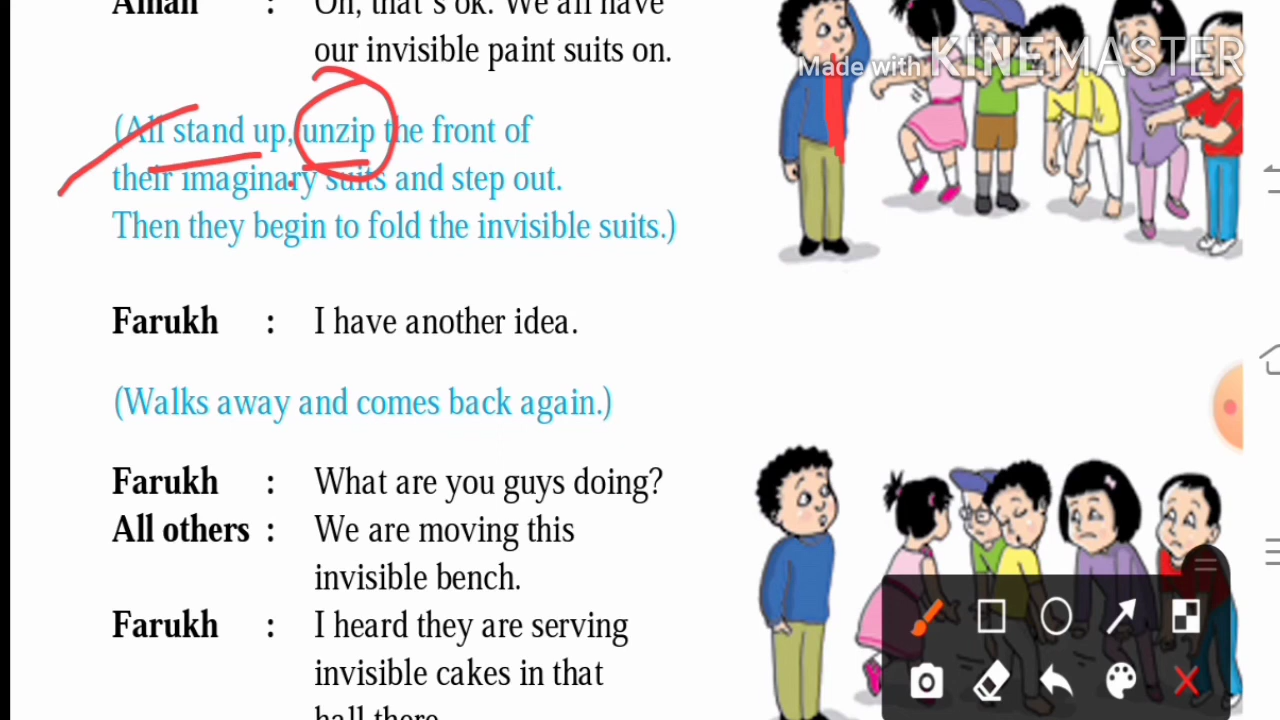 Aman : Oh, that's ok. We all have
our invisible paint suits on.
Made with KINEMASTER
(All stand up, unzip the front of
their imaginary suits and step out.
Then they begin to fold the invisible suits.)
Farukh : I have another idea.
(Walks away and comes back again.)
Farukh : What are you guys doing?
All others : We are moving this
invisible bench.
Farukh : I heard they are serving
invisible cakes in that
hall there.